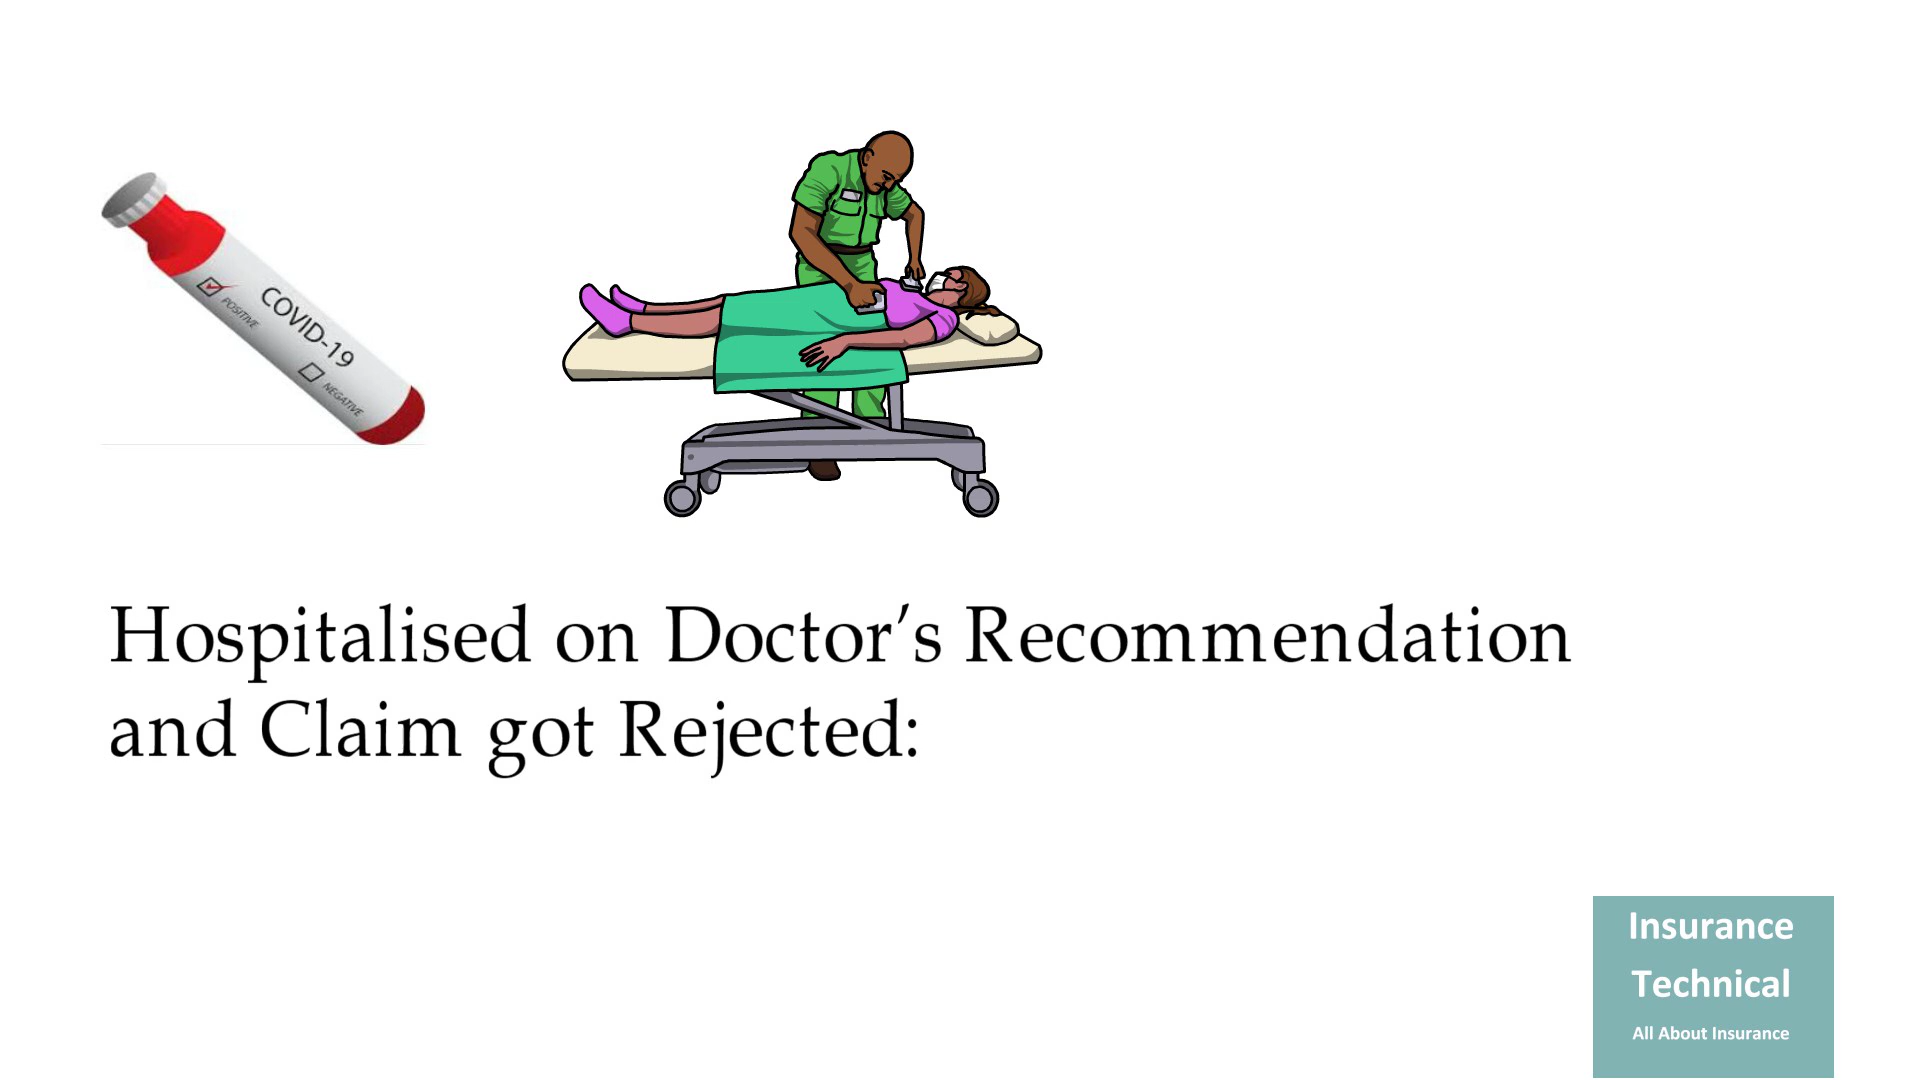 POSITIVE
COVID-19
NEGATIVE
Hospitalised on Doctor’s Recommendation
and Claim got Rejected:
Insurance
Technical
All About Insurance